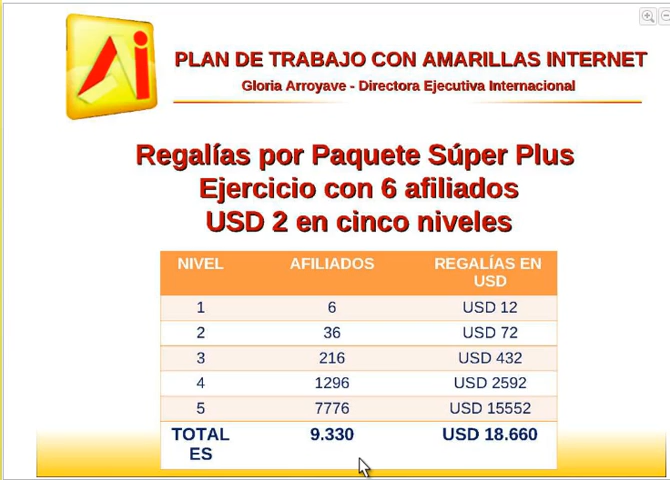 Ai
PLAN DE TRABAJO CON AMARILLAS INTERNET
Gloria Arroyave - Directora Ejecutiva Internacional
Regalías por Paquete Súper Plus
Ejercicio con 6 afiliados
USD 2 en cinco niveles
NIVEL AFILIADOS REGALÍAS EN
USD
1 6 USD 12
2 36 USD 72
3 216 USD 432
4 1296 USD 2592
5 7776 USD 15552
TOTAL 9.330 USD 18.660
ES